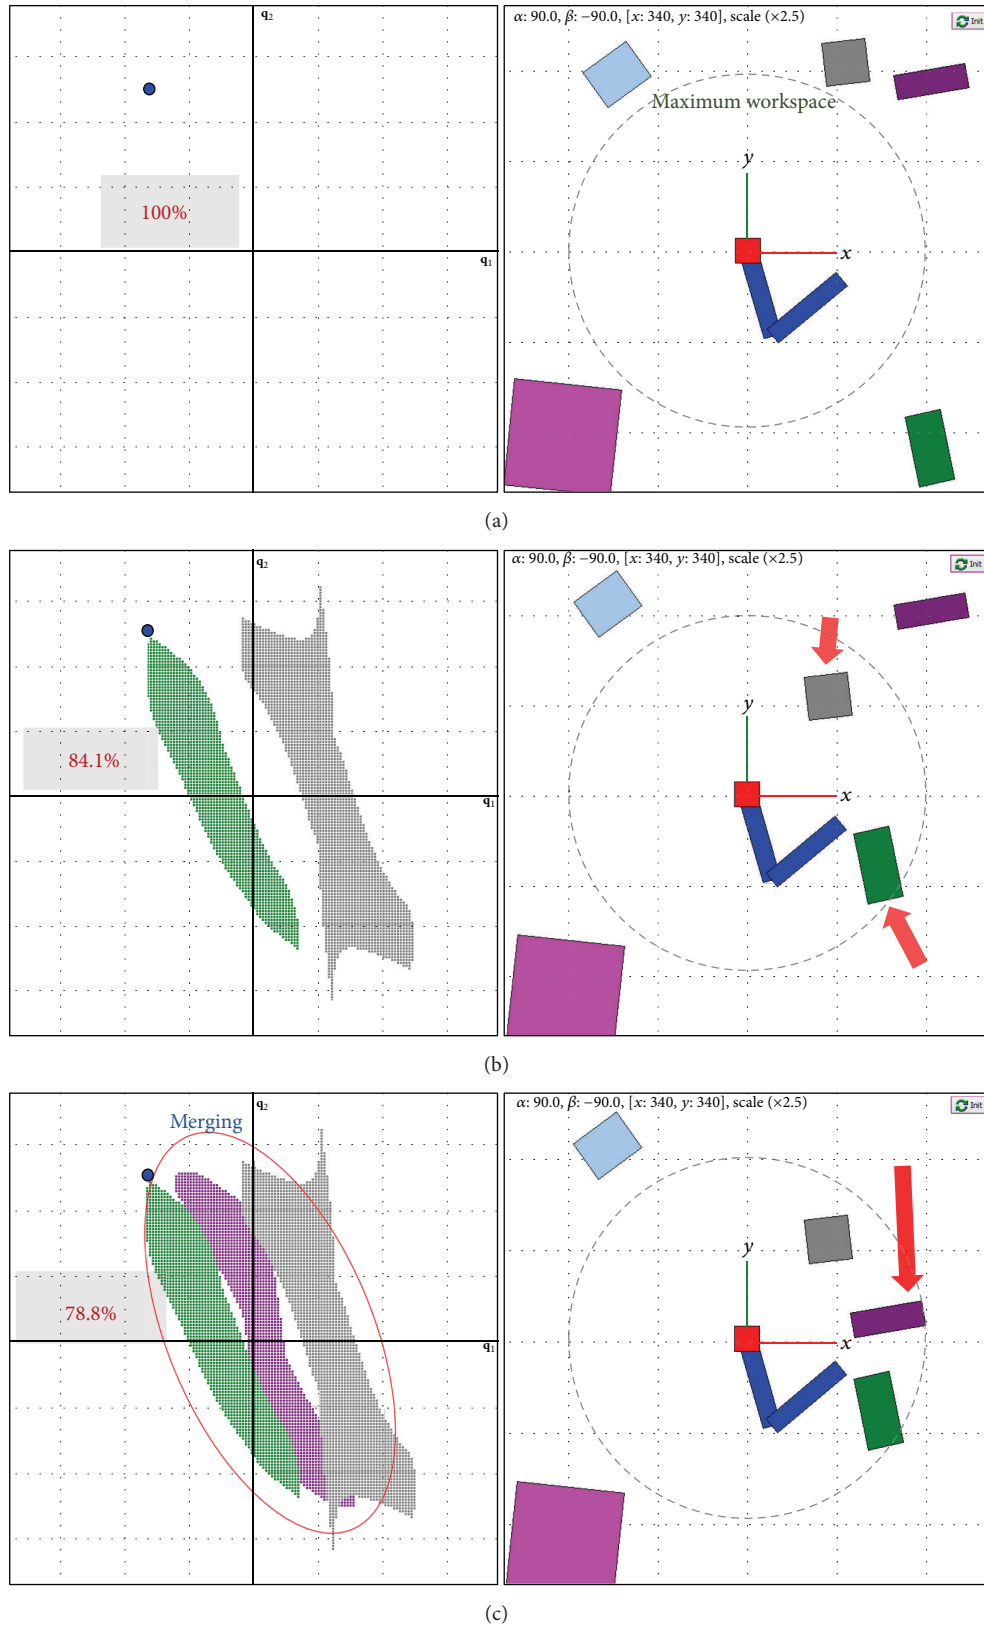 q2
100%
q1
α: 90.0, β: −90.0, [x: 340, y: 340], scale (×2.5)
Init
Maximum workspace
y
x
(a)
q2
84.1%
q1
α: 90.0, β: −90.0, [x: 340, y: 340], scale (×2.5)
Init
y
x
(b)
q2
Merging
78.8%
q1
α: 90.0, β: −90.0, [x: 340, y: 340], scale (×2.5)
Init
y
x
(c)